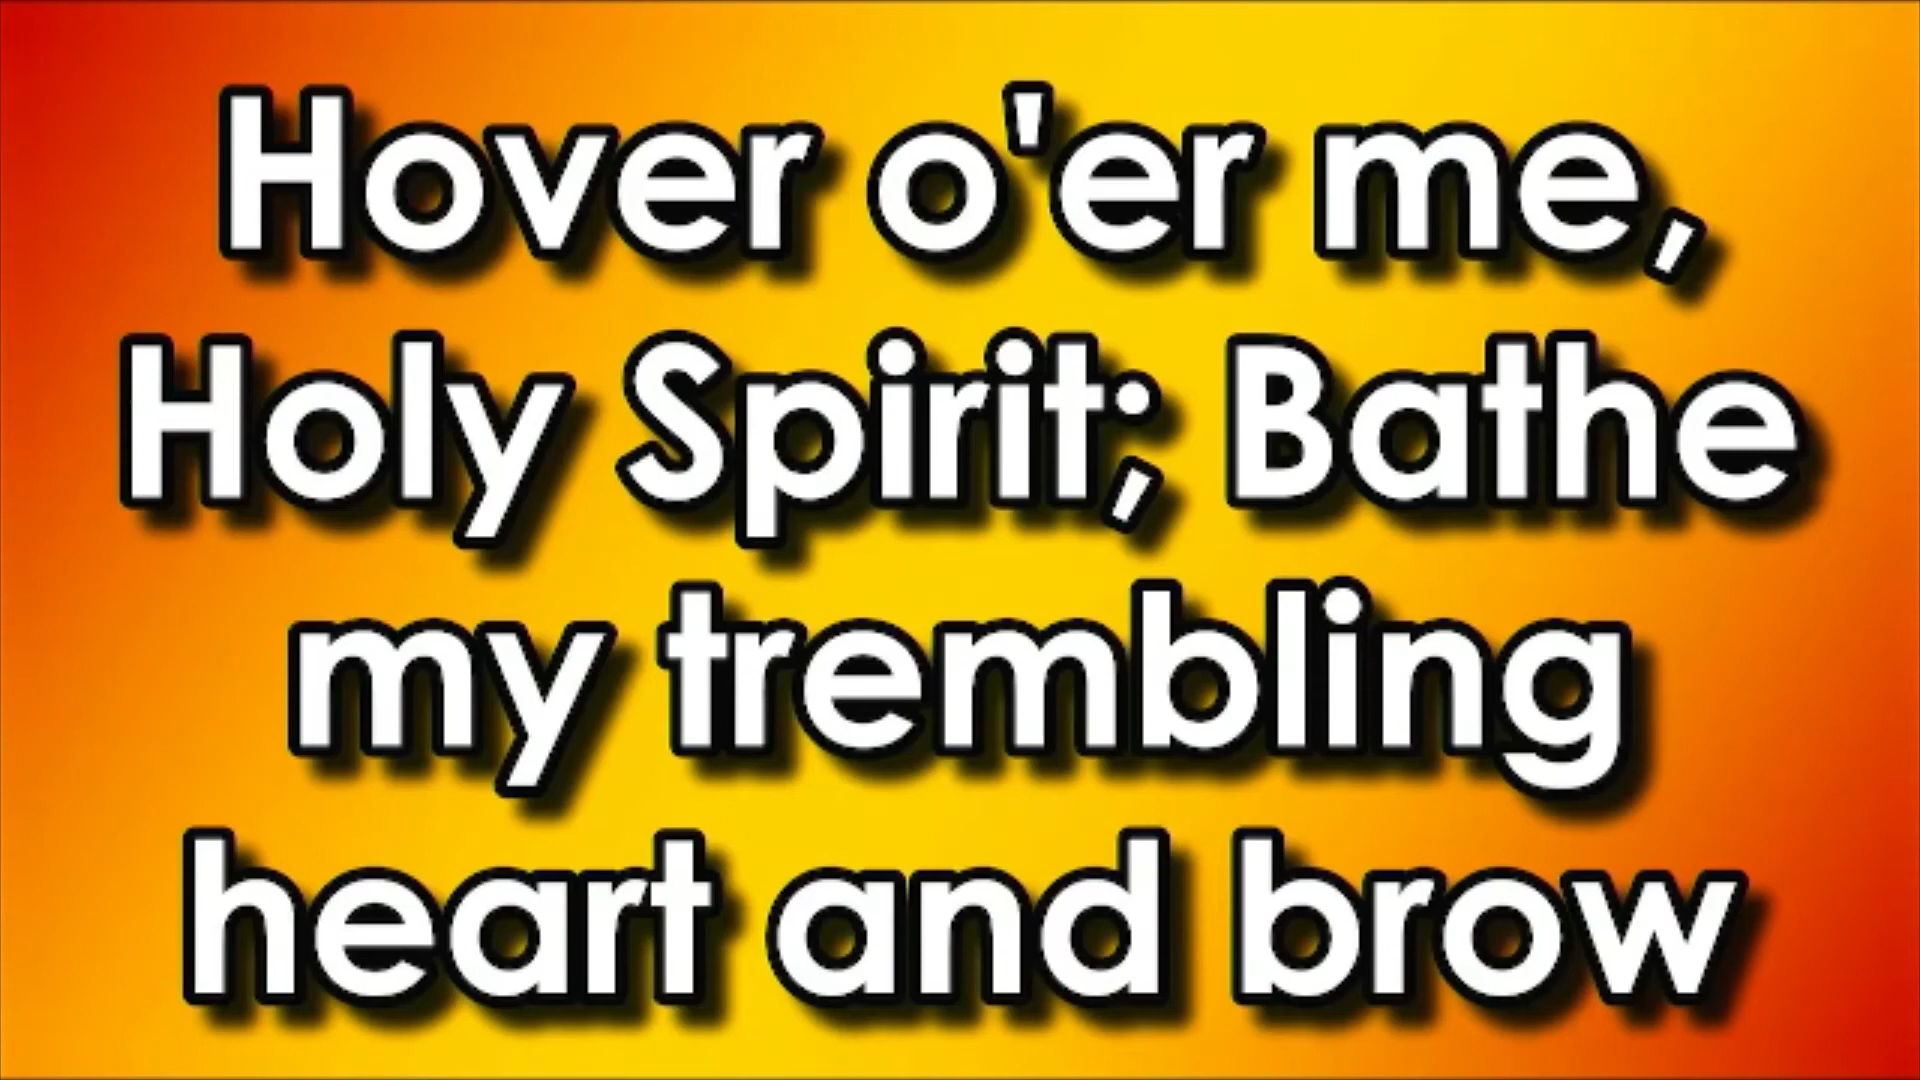 Hover o'er me,
Holy Spirit; Bathe
my trembling
heart and brow